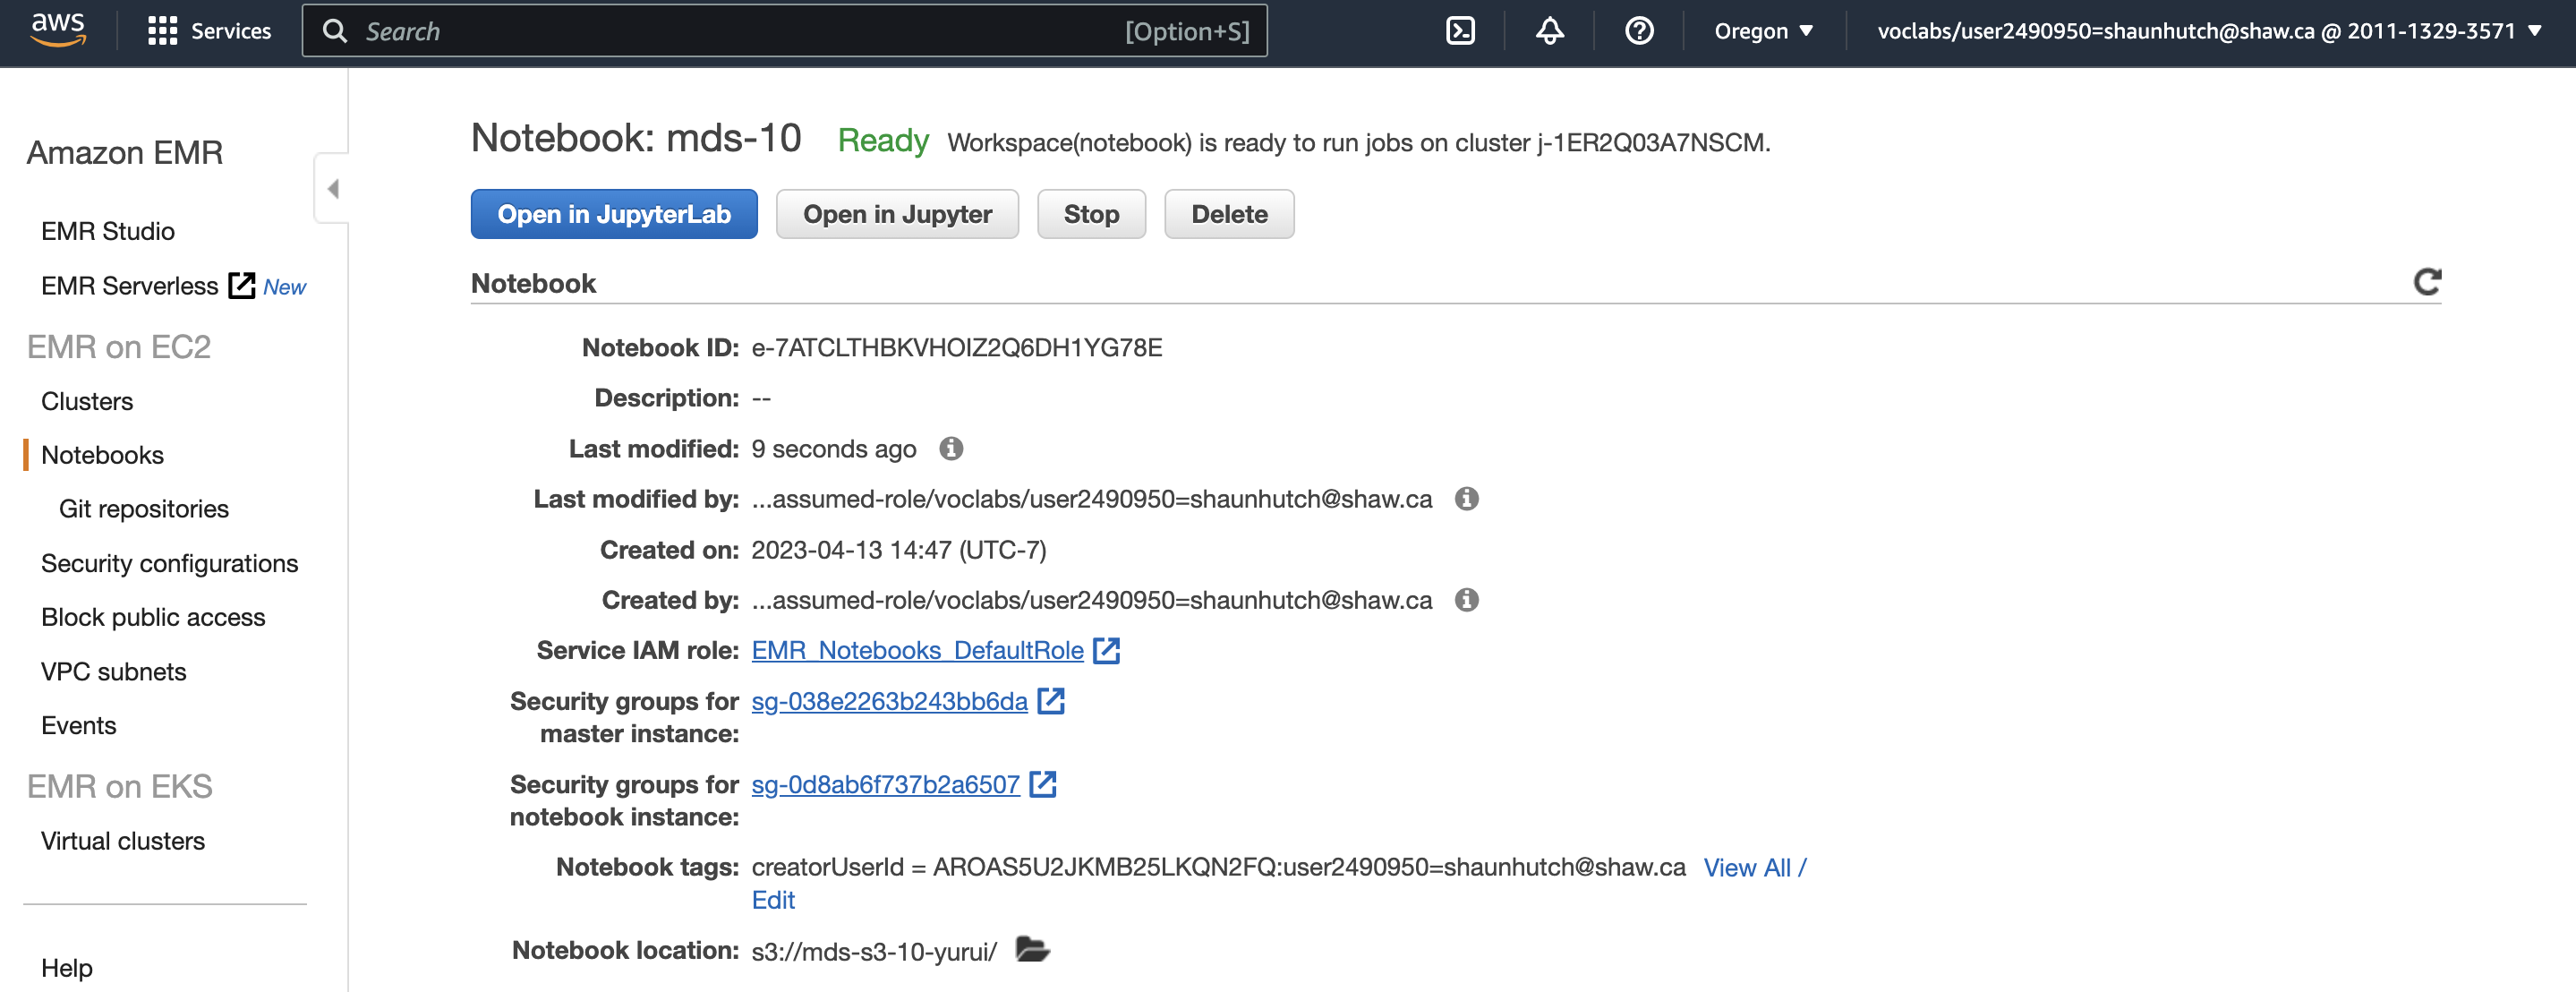 aws Services Search [Option+S] Oregon voclabs/user2490950=shaunhutch@shaw.ca @ 2011-1329-3571
Amazon EMR
EMR Studio
EMR Serverless New
EMR on EC2
Clusters
Notebooks
Git repositories
Security configurations
Block public access
VPC subnets
Events
EMR on EKS
Virtual clusters
Help
Notebook: mds-10 Ready Workspace(notebook) is ready to run jobs on cluster j-1ER2Q03A7NSCM.
Open in JupyterLab Open in Jupyter Stop Delete
Notebook
Notebook ID: e-7ATCLTHBKVHOIZ2Q6DH1YG78E
Description: --
Last modified: 9 seconds ago
Last modified by: ...assumed-role/voclabs/user2490950=shaunhutch@shaw.ca
Created on: 2023-04-13 14:47 (UTC-7)
Created by: ...assumed-role/voclabs/user2490950=shaunhutch@shaw.ca
Service IAM role: EMR_Notebooks_DefaultRole
Security groups for sg-038e2263b243bb6da
master instance:
Security groups for sg-0d8ab6f737b2a6507
notebook instance:
Notebook tags: creatorUserId = AROAS5U2JKMB25LKQN2FQ:user2490950=shaunhutch@shaw.ca View All /
Edit
Notebook location: s3://mds-s3-10-yurui/